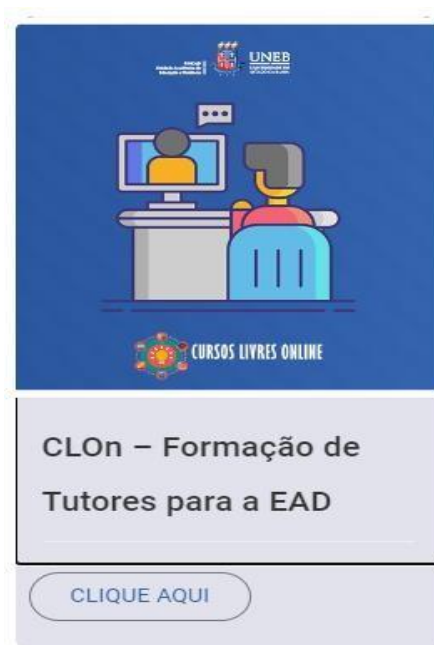 UNEB
CURSOS LIVRES ONLINE
CLOn – Formação de
Tutores para a EAD
CLIQUE AQUI